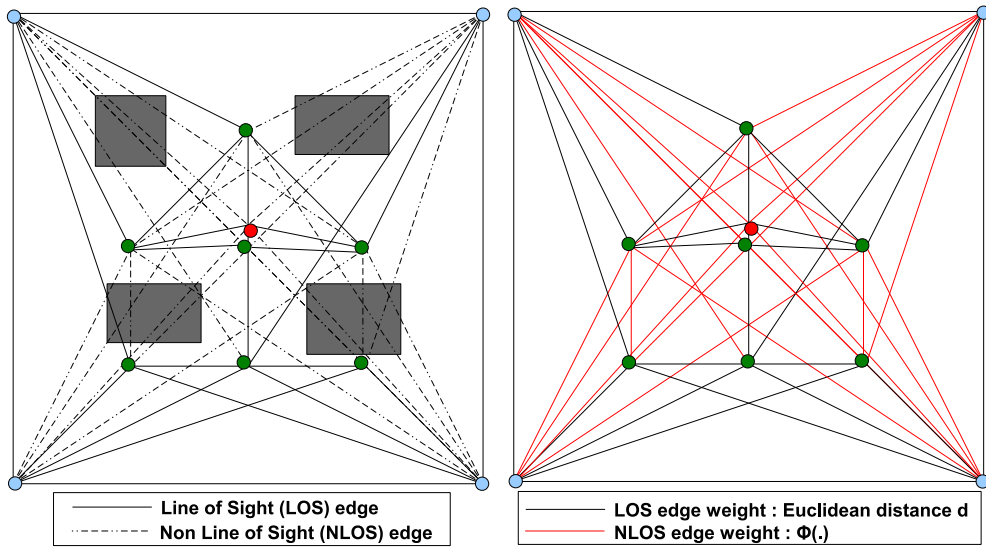 Line of Sight (LOS) edge
Non Line of Sight (NLOS) edge
LOS edge weight : Euclidean distance d
NLOS edge weight : Φ(.)